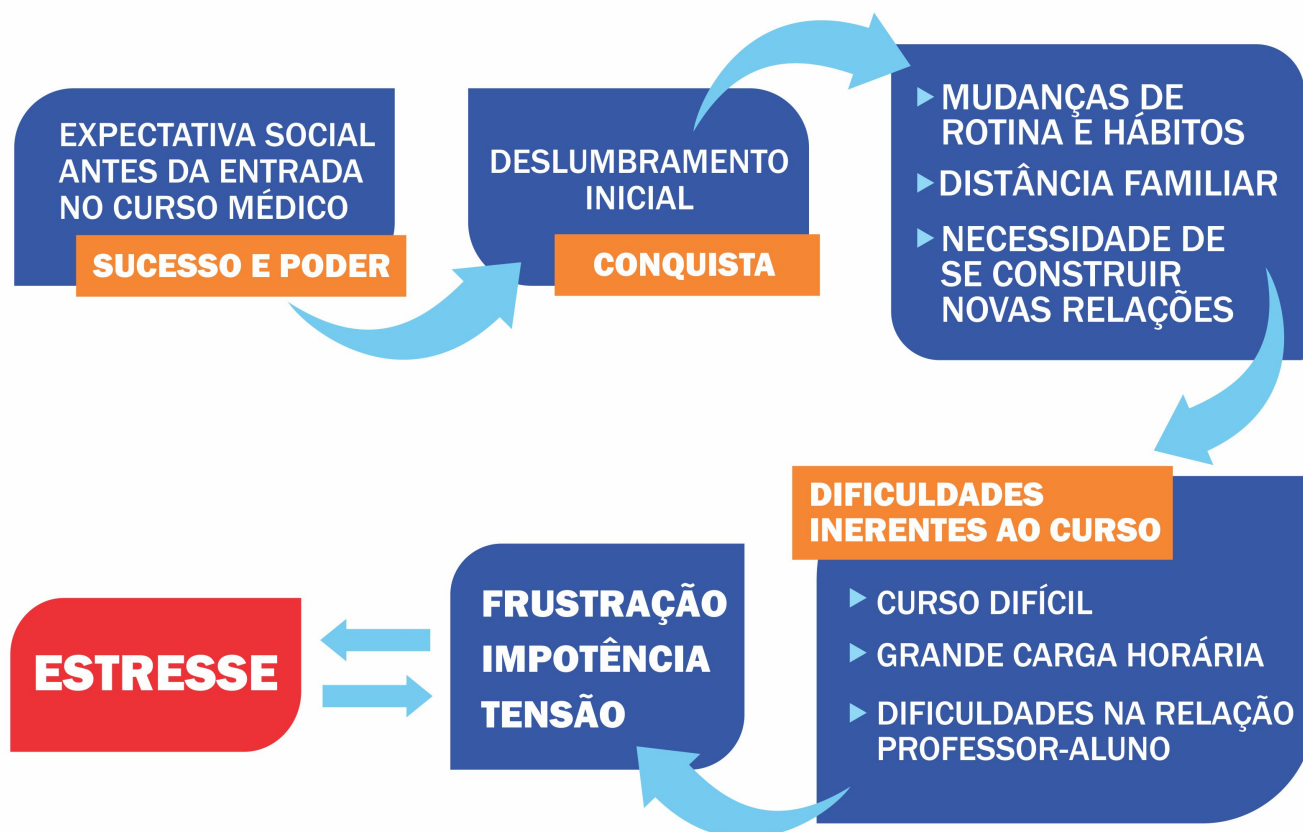 EXPECTATIVA SOCIAL
ANTES DA ENTRADA
NO CURSO MÉDICO
SUCESSO E PODER
DESLUMBRAMENTO
INICIAL
CONQUISTA
MUDANÇAS DE
ROTINA E HÁBITOS
DISTÂNCIA FAMILIAR
NECESSIDADE DE
SE CONSTRUIR
NOVAS RELAÇÕES
DIFICULDADES
INERENTES AO CURSO
CURSO DIFÍCIL
GRANDE CARGA HORÁRIA
DIFICULDADES NA RELAÇÃO
PROFESSOR-ALUNO
FRUSTRAÇÃO
IMPOTÊNCIA
TENSÃO
ESTRESSE